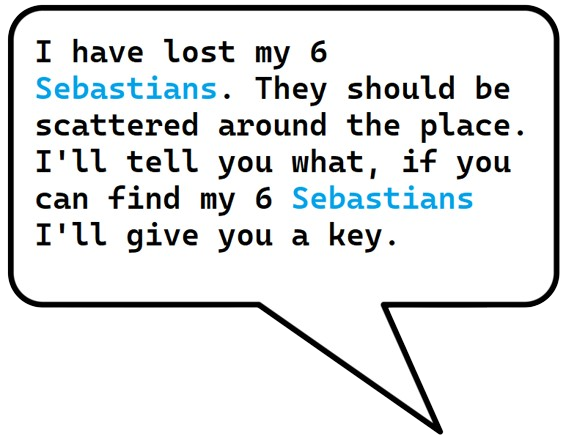 I have lost my 6
Sebastians. They should be
scattered around the place.
I'll tell you what, if you
can find my 6 Sebastians
I'll give you a key.